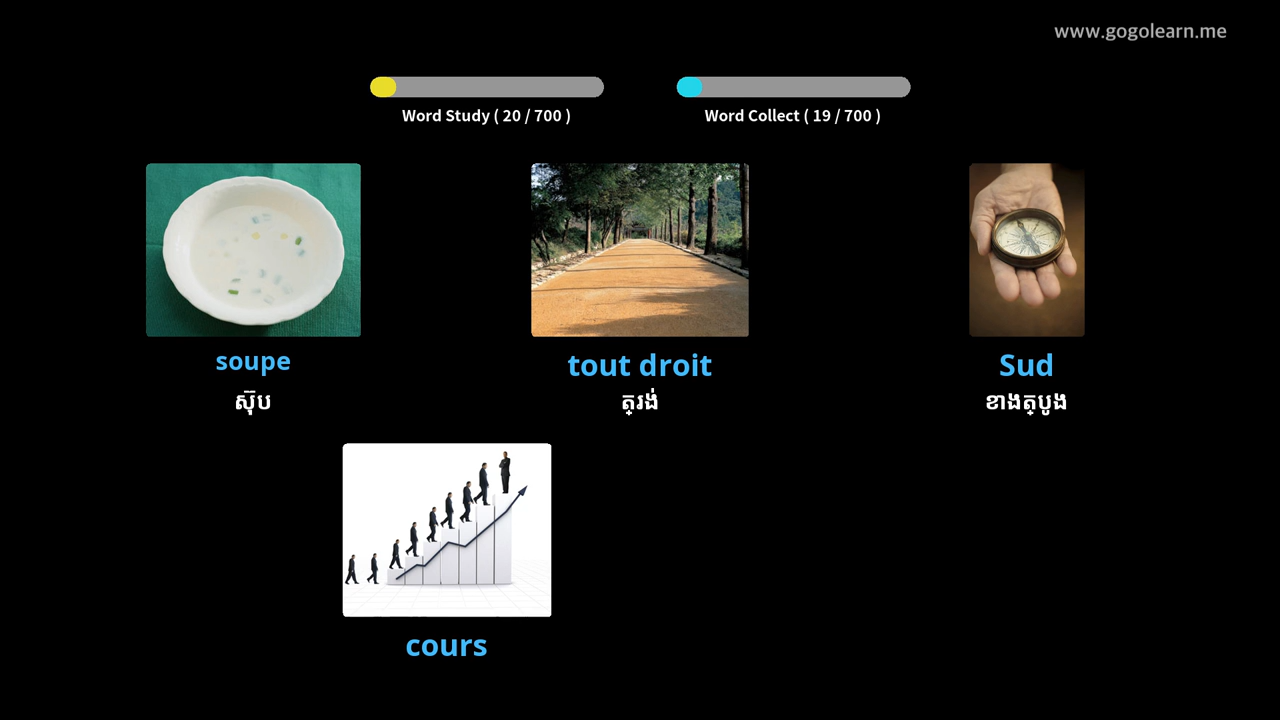 www.gogolearn.me
Word Study ( 20 / 700 )
Word Collect ( 19 / 700 )
soupe
ស៊ុប
tout droit
ត្រង់
Sud
ខាងត្បូង
cours